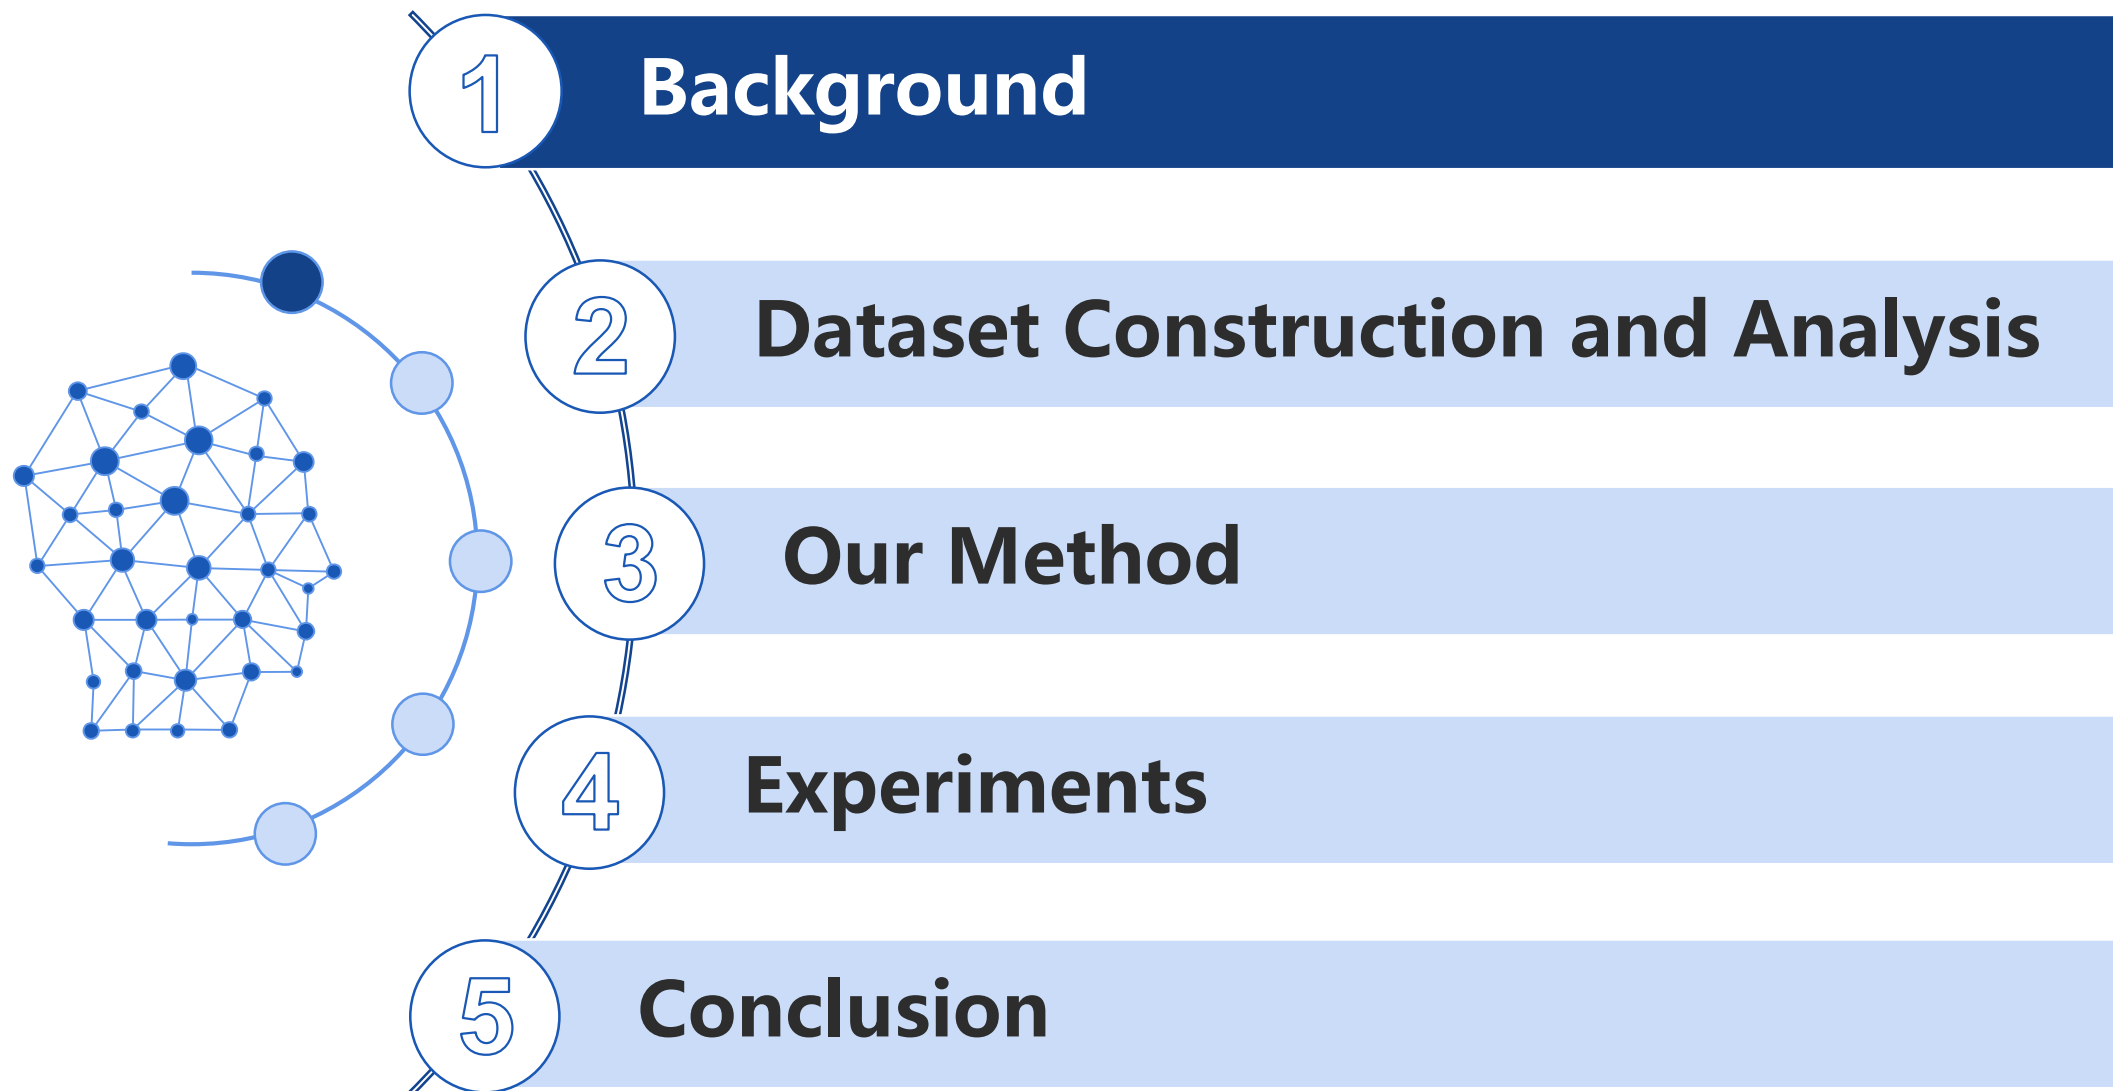 1 Background
2 Dataset Construction and Analysis
3 Our Method
4 Experiments
5 Conclusion